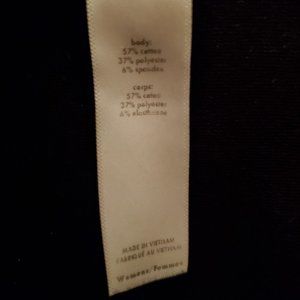 body:
57% cotton
37% polyester
6% spandex
corps:
57% coton
37% polyester
6% elasthanne
MADE IN VIETNAM
FABRIQUÉ AU VIETNAM
Womens/Femmes